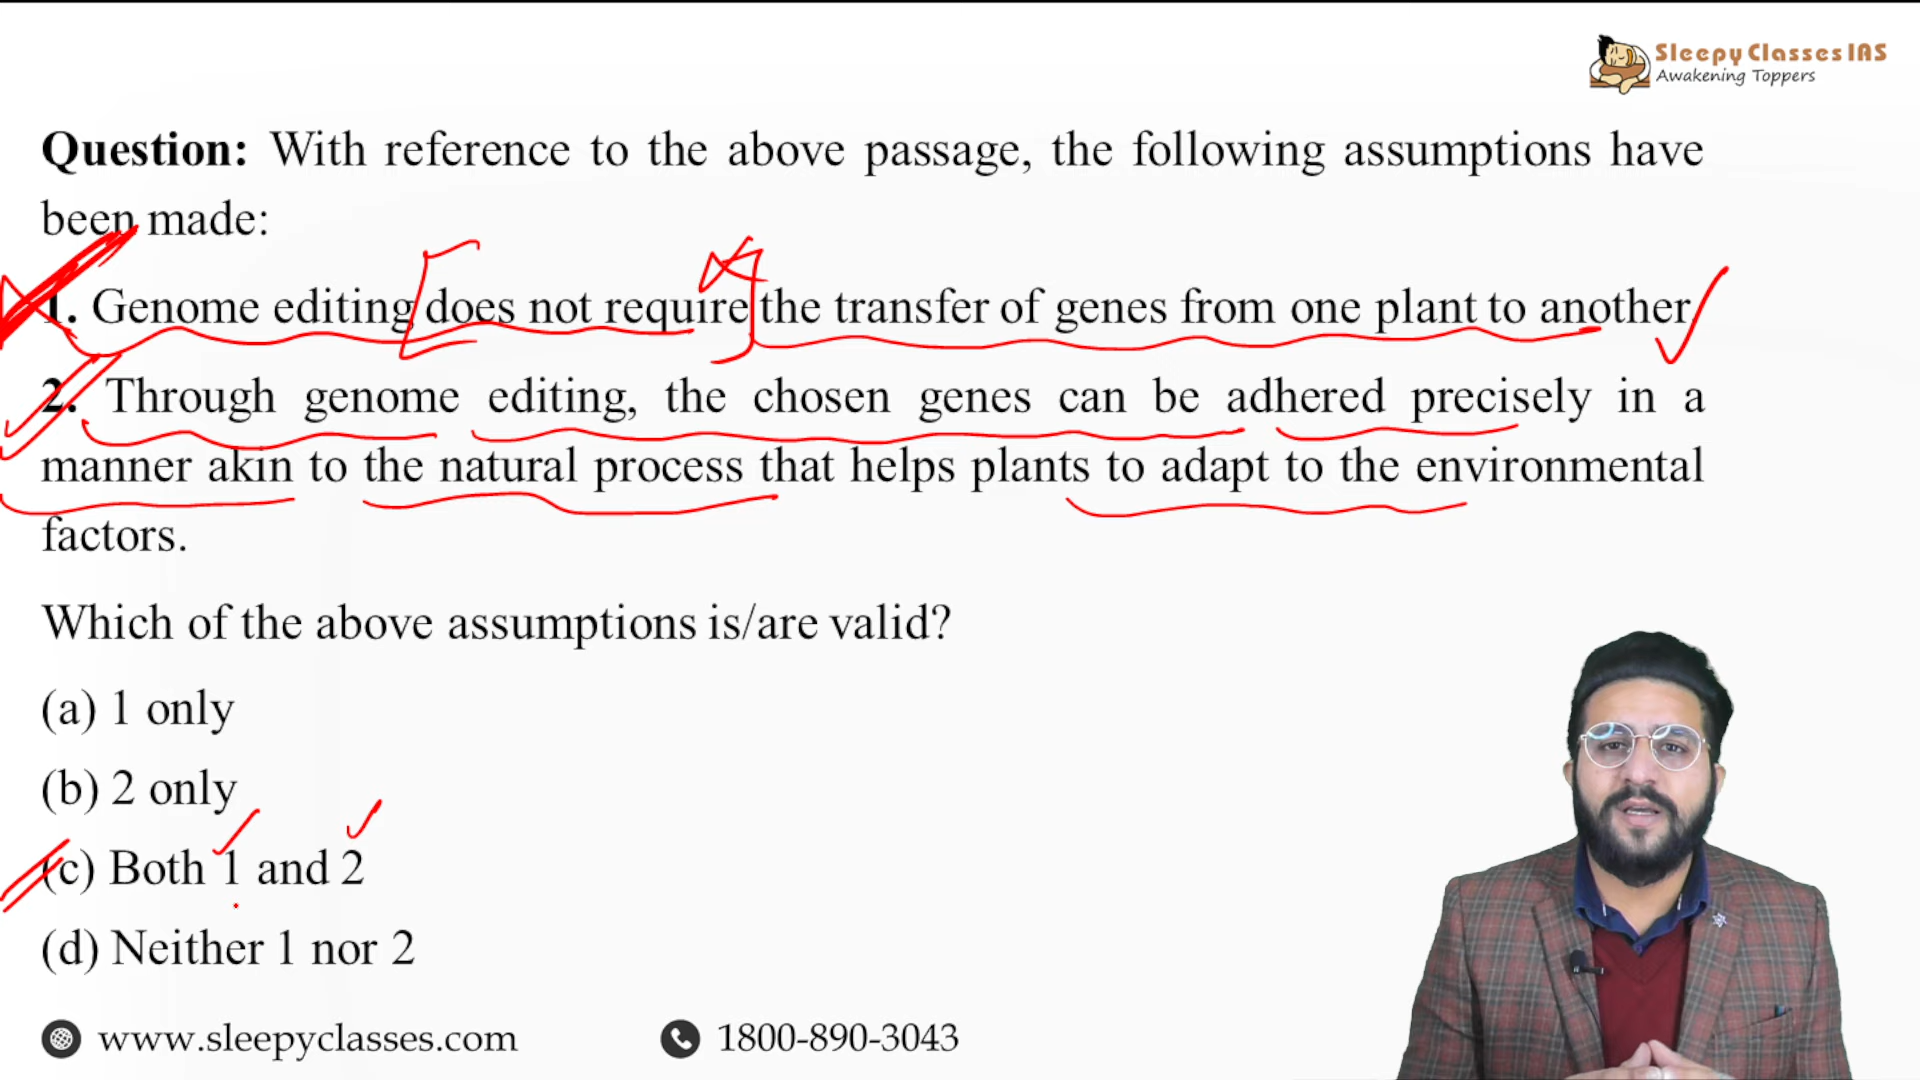 Sleepy Classes IAS
Awakening Toppers
Question: With reference to the above passage, the following assumptions have
been made:
1. Genome editing does not require the transfer of genes from one plant to another
2. Through genome editing, the chosen genes can be adhered precisely in a
manner akin to the natural process that helps plants to adapt to the environmental
factors.
Which of the above assumptions is/are valid?
(a) 1 only
(b) 2 only
(c) Both 1 and 2
(d) Neither 1 nor 2
www.sleepyclasses.com
1800-890-3043